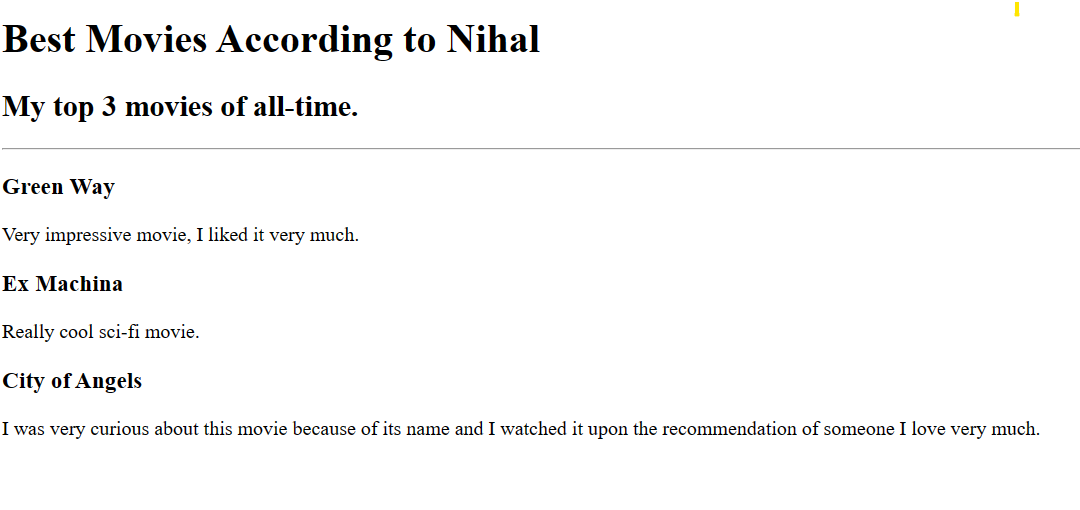 Best Movies According to Nihal
My top 3 movies of all-time.
Green Way
Very impressive movie, I liked it very much.
Ex Machina
Really cool sci-fi movie.
City of Angels
I was very curious about this movie because of its name and I watched it upon the recommendation of someone I love very much.